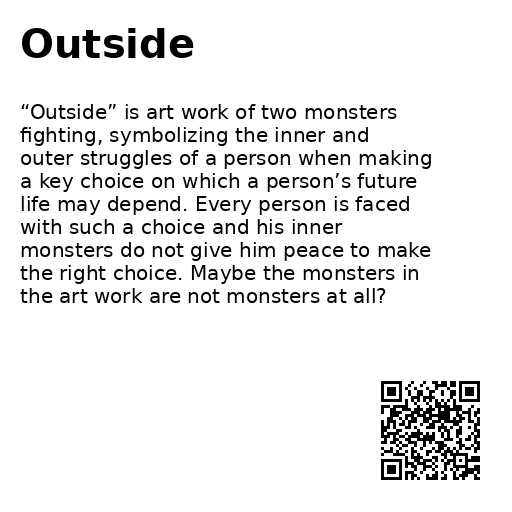 Outside
“Outside” is art work of two monsters
fighting, symbolizing the inner and
outer struggles of a person when making
a key choice on which a person’s future
life may depend. Every person is faced
with such a choice and his inner
monsters do not give him peace to make
the right choice. Maybe the monsters in
the art work are not monsters at all?